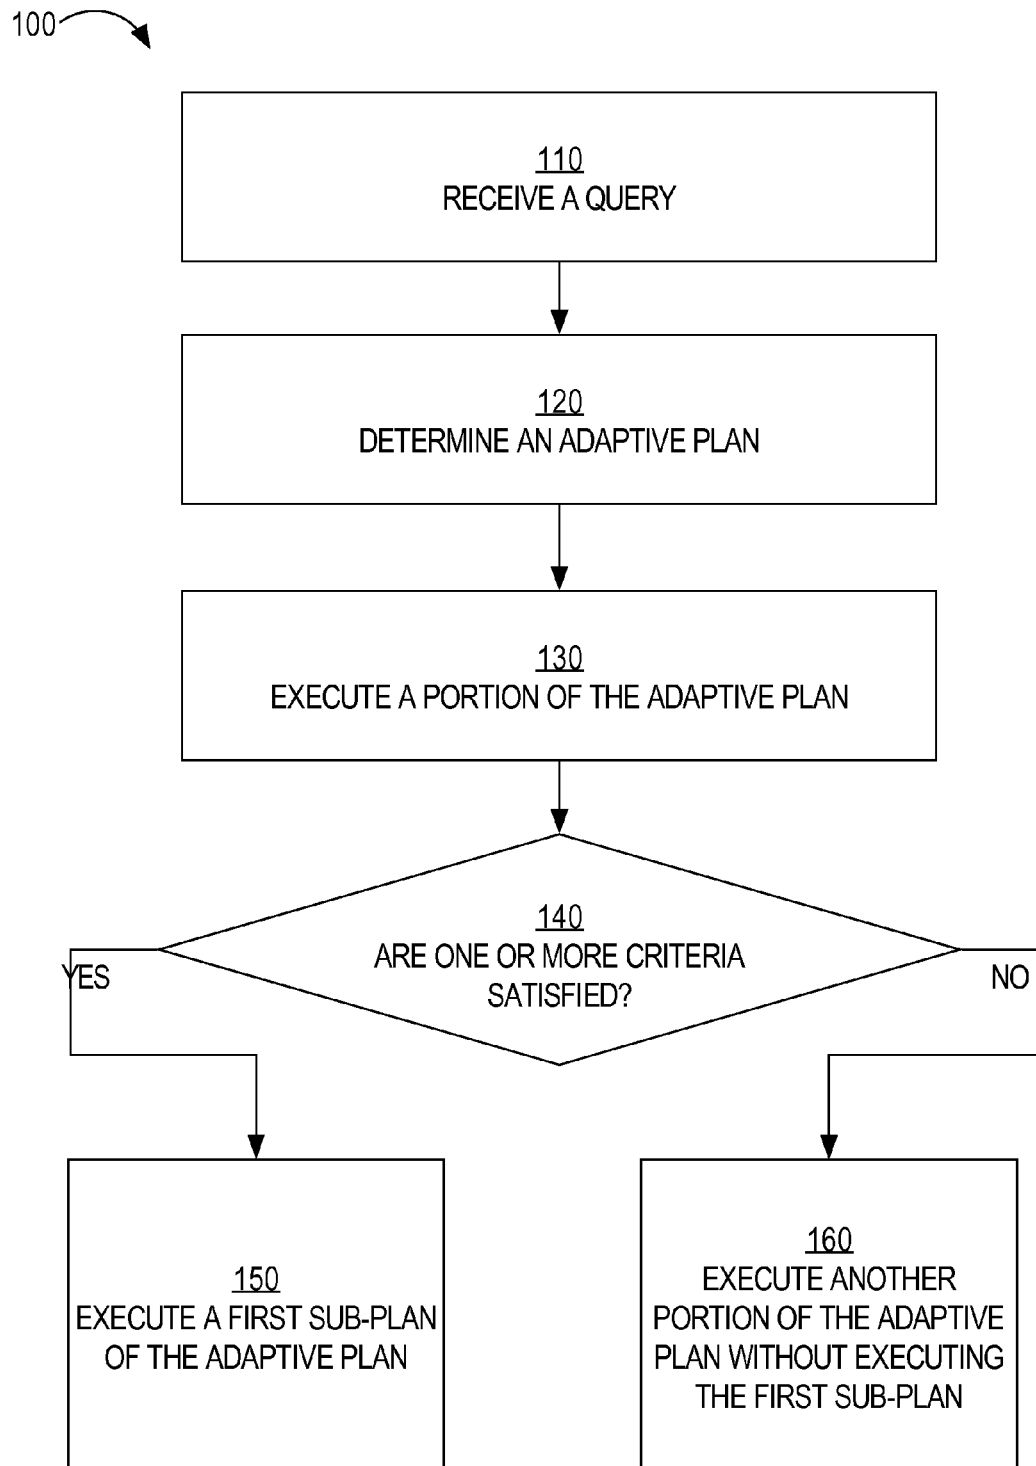 100
110
RECEIVE A QUERY
120
DETERMINE AN ADAPTIVE PLAN
130
EXECUTE A PORTION OF THE ADAPTIVE PLAN
140
ARE ONE OR MORE CRITERIA
SATISFIED?
YES
NO
150
EXECUTE A FIRST SUB-PLAN
OF THE ADAPTIVE PLAN
160
EXECUTE ANOTHER
PORTION OF THE ADAPTIVE
PLAN WITHOUT EXECUTING
THE FIRST SUB-PLAN